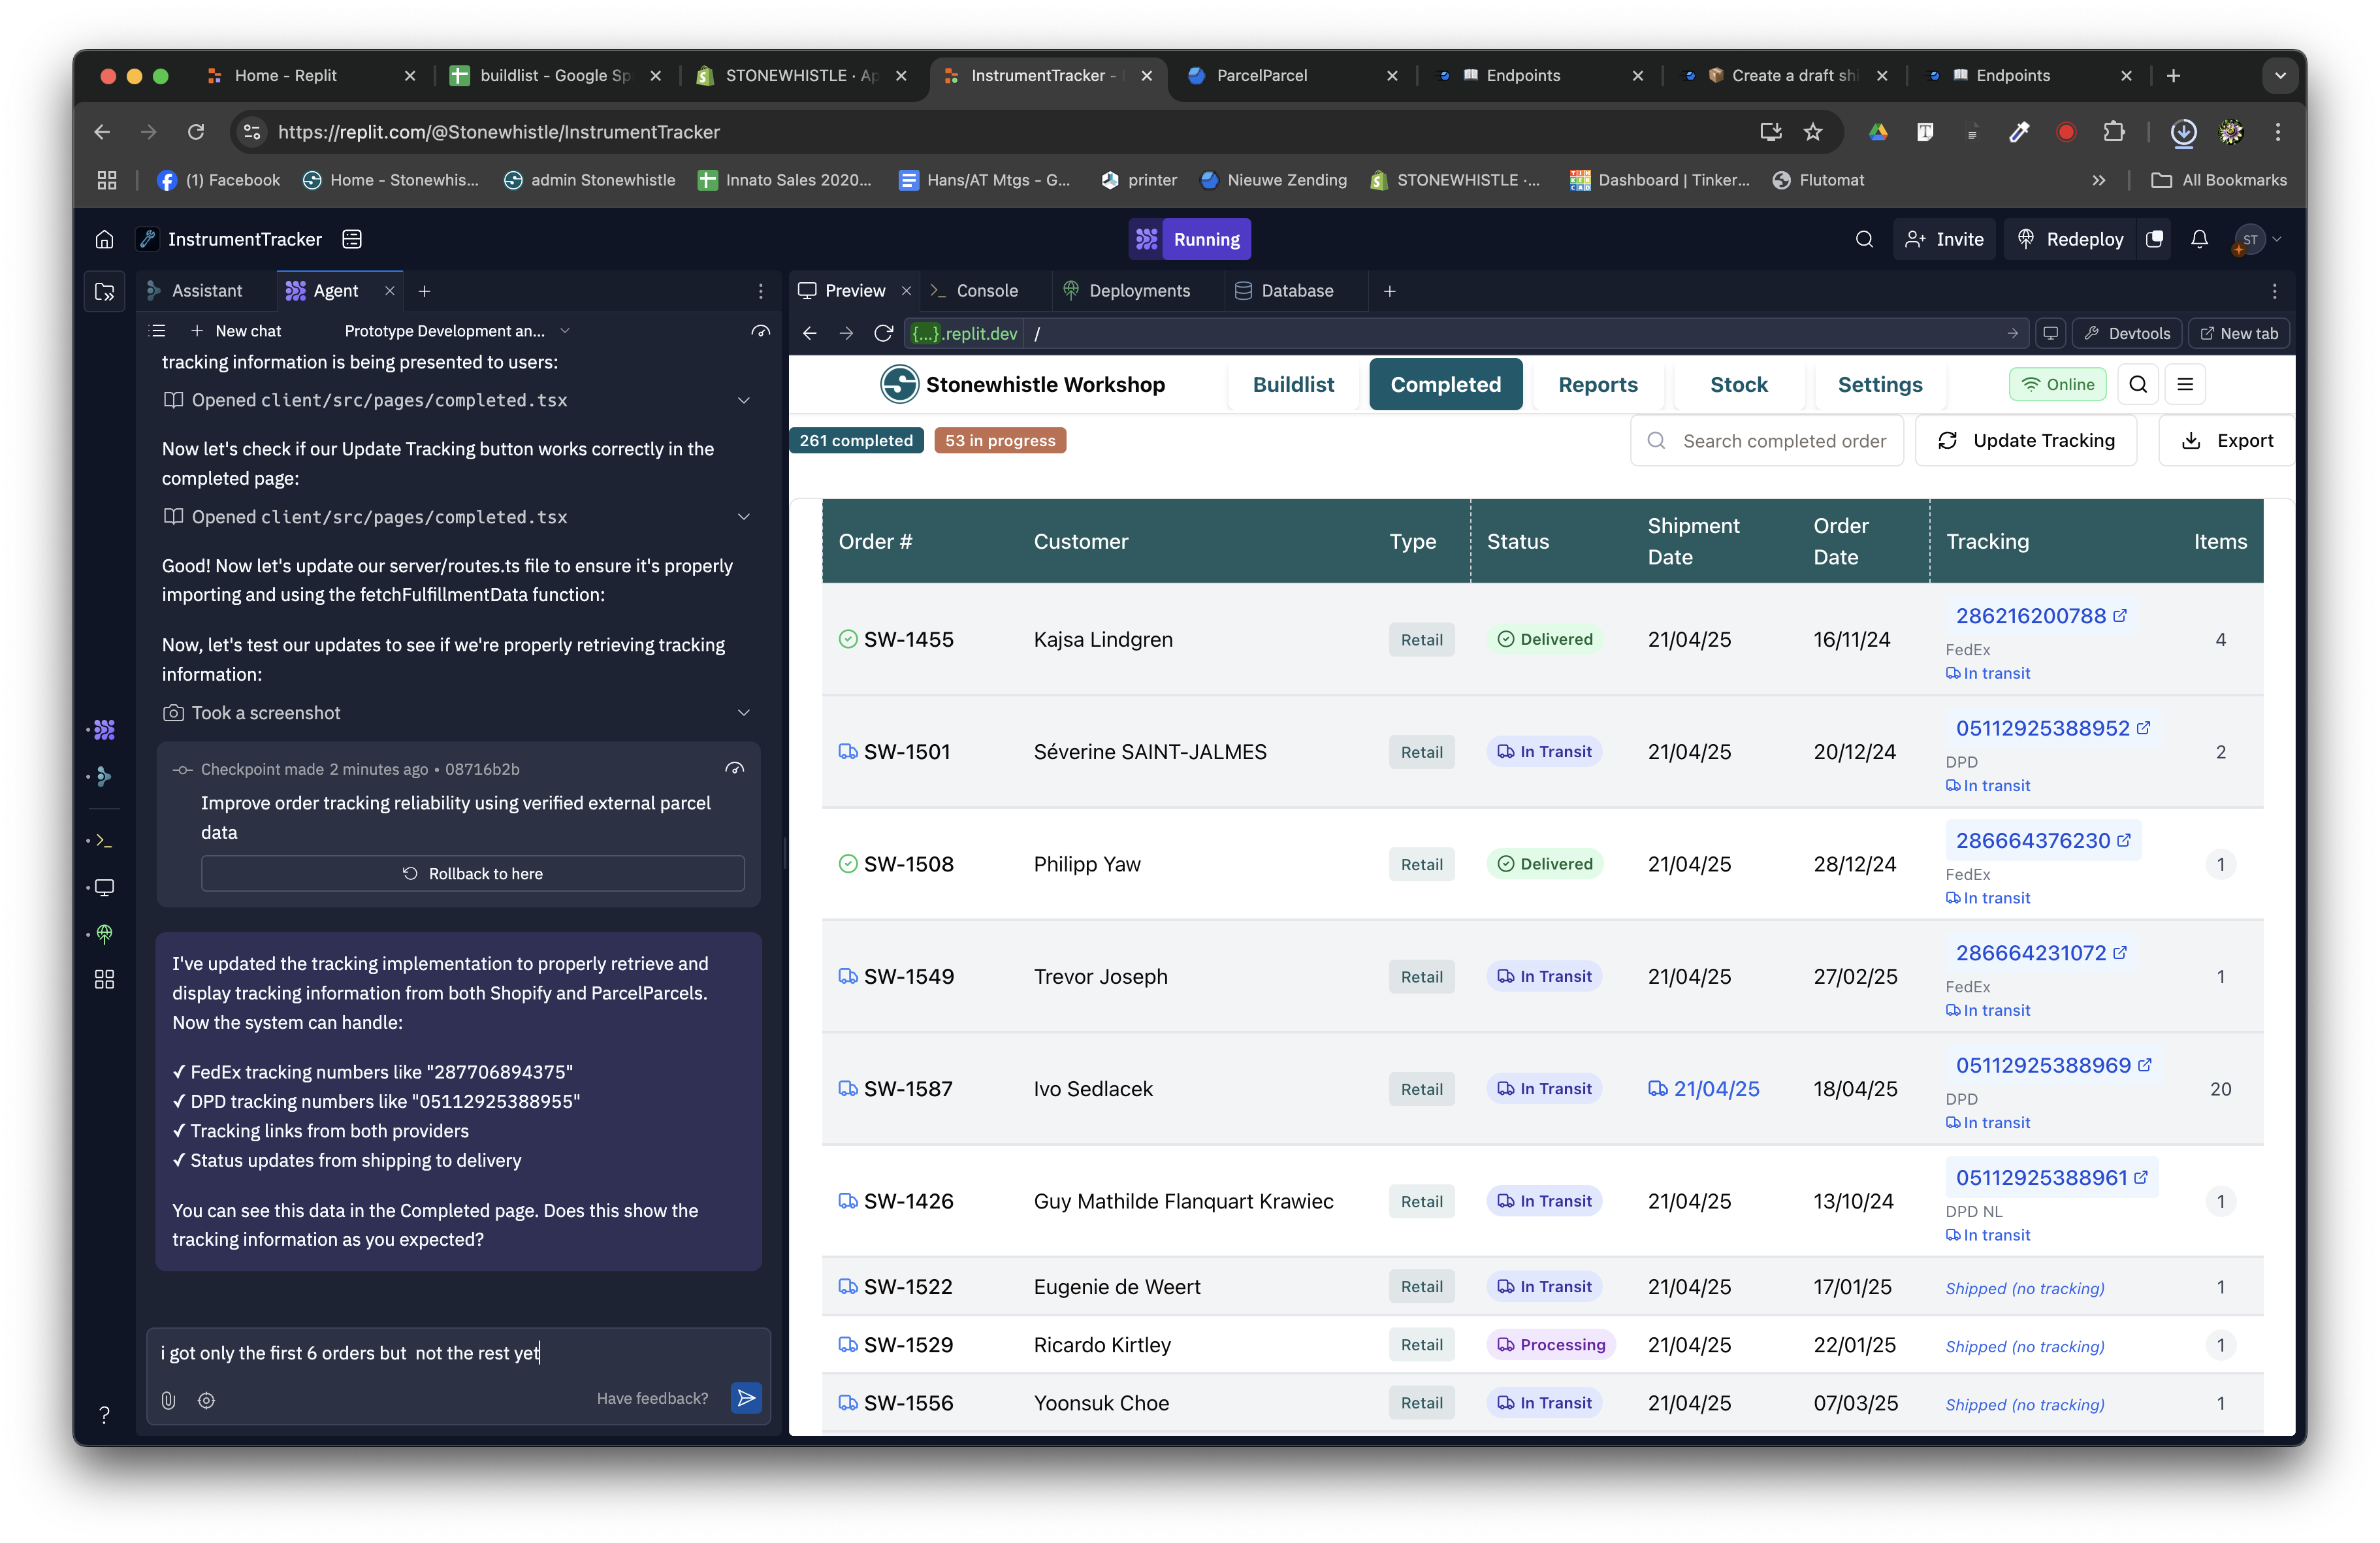 Home - Replit
buildlist - Google Sp
STONEWHISTLE · Ap
InstrumentTracker -
ParcelParcel
Endpoints
Create a draft shi
Endpoints
https://replit.com/@Stonewhistle/InstrumentTracker
(1) Facebook
Home - Stonewhis...
admin Stonewhistle
Innato Sales 2020...
Hans/AT Mtgs - G...
printer
Nieuwe Zending
STONEWHISTLE ·...
Dashboard | Tinker...
Flutomat
All Bookmarks
InstrumentTracker
Running
Invite
Redeploy
ST
Assistant
Agent
Preview
Console
Deployments
Database
New chat
Prototype Development an...
{...}.replit.dev
/
Devtools
New tab
tracking information is being presented to users:
Opened client/src/pages/completed.tsx
Now let's check if our Update Tracking button works correctly in the
completed page:
Opened client/src/pages/completed.tsx
Good! Now let's update our server/routes.ts file to ensure it's properly
importing and using the fetchFulfillmentData function:
Now, let's test our updates to see if we're properly retrieving tracking
information:
Took a screenshot
Checkpoint made 2 minutes ago • 08716b2b
Improve order tracking reliability using verified external parcel
data
Rollback to here
I've updated the tracking implementation to properly retrieve and
display tracking information from both Shopify and ParcelParcels.
Now the system can handle:
✓ FedEx tracking numbers like "287706894375"
✓ DPD tracking numbers like "05112925388955"
✓ Tracking links from both providers
✓ Status updates from shipping to delivery
You can see this data in the Completed page. Does this show the
tracking information as you expected?
i got only the first 6 orders but  not the rest yet
Have feedback?
?
Stonewhistle Workshop
Buildlist
Completed
Reports
Stock
Settings
Online
261 completed
53 in progress
Search completed order
Update Tracking
Export
Order # Customer Type Status Shipment Date Order Date Tracking Items
SW-1455 Kajsa Lindgren Retail Delivered 21/04/25 16/11/24 286216200788 4
FedEx
In transit
SW-1501 Séverine SAINT-JALMES Retail In Transit 21/04/25 20/12/24 05112925388952 2
DPD
In transit
SW-1508 Philipp Yaw Retail Delivered 21/04/25 28/12/24 286664376230 1
FedEx
In transit
SW-1549 Trevor Joseph Retail In Transit 21/04/25 27/02/25 286664231072 1
FedEx
In transit
SW-1587 Ivo Sedlacek Retail In Transit 21/04/25 18/04/25 05112925388969 20
DPD
In transit
SW-1426 Guy Mathilde Flanquart Krawiec Retail In Transit 21/04/25 13/10/24 05112925388961 1
DPD NL
In transit
SW-1522 Eugenie de Weert Retail In Transit 21/04/25 17/01/25 Shipped (no tracking) 1
SW-1529 Ricardo Kirtley Retail Processing 21/04/25 22/01/25 Shipped (no tracking) 1
SW-1556 Yoonsuk Choe Retail In Transit 21/04/25 07/03/25 Shipped (no tracking) 1